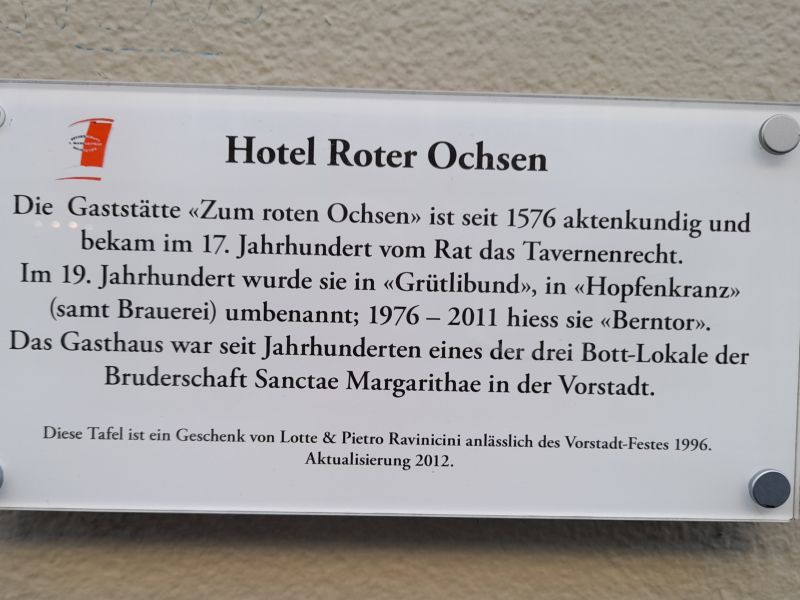 Hotel Roter Ochsen
Die Gaststätte «Zum roten Ochsen» ist seit 1576 aktenkundig und
bekam im 17. Jahrhundert vom Rat das Tavernenrecht.
Im 19. Jahrhundert wurde sie in «Grütlibund», in «Hopfenkranz»
(samt Brauerei) umbenannt; 1976 – 2011 hiess sie «Berntor».
Das Gasthaus war seit Jahrhunderten eines der drei Bott-Lokale der
Bruderschaft Sanctae Margarithae in der Vorstadt.
Diese Tafel ist ein Geschenk von Lotte & Pietro Ravinicini anlässlich des Vorstadt-Festes 1996.
Aktualisierung 2012.